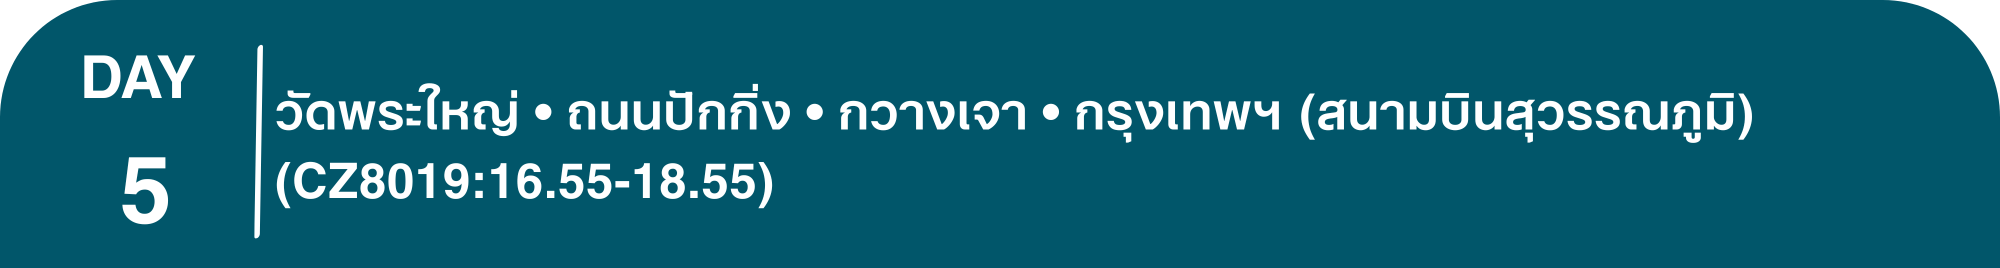 DAY
5
วัดพระใหญ่ • ถนนปักกิ่ง • กวางเจา • กรุงเทพฯ (สนามบินสุวรรณภูมิ)
(CZ8019:16.55-18.55)